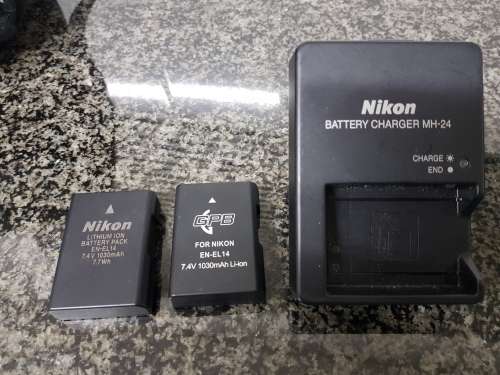 Nikon
LITHIUM ION
BATTERY PACK
EN-EL14
7.4V 1030mAh
7.7Wh
GPB
FOR NIKON
EN-EL14
7.4V 1030mAh Li-ion
Nikon
BATTERY CHARGER MH-24
CHARGE
END